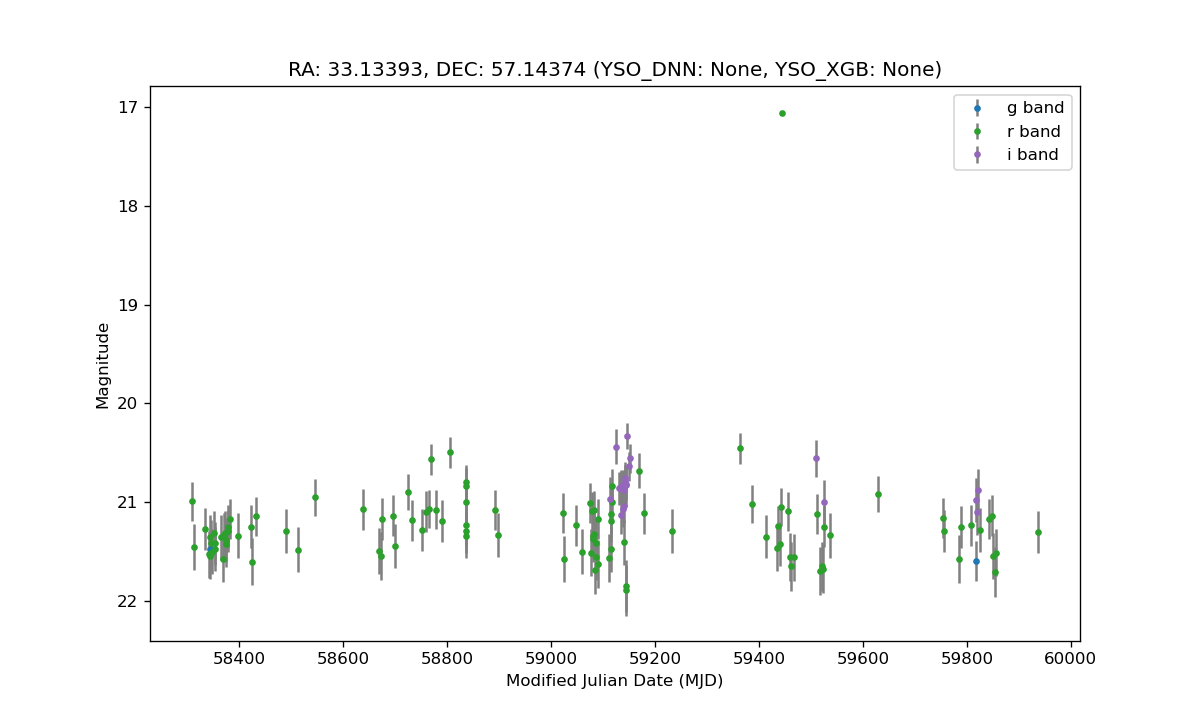 RA: 33.13393, DEC: 57.14374 (YSO_DNN: None, YSO_XGB: None)
g band
r band
i band
17
18
19
20
21
22
Magnitude
58400 58600 58800 59000 59200 59400 59600 59800 60000
Modified Julian Date (MJD)